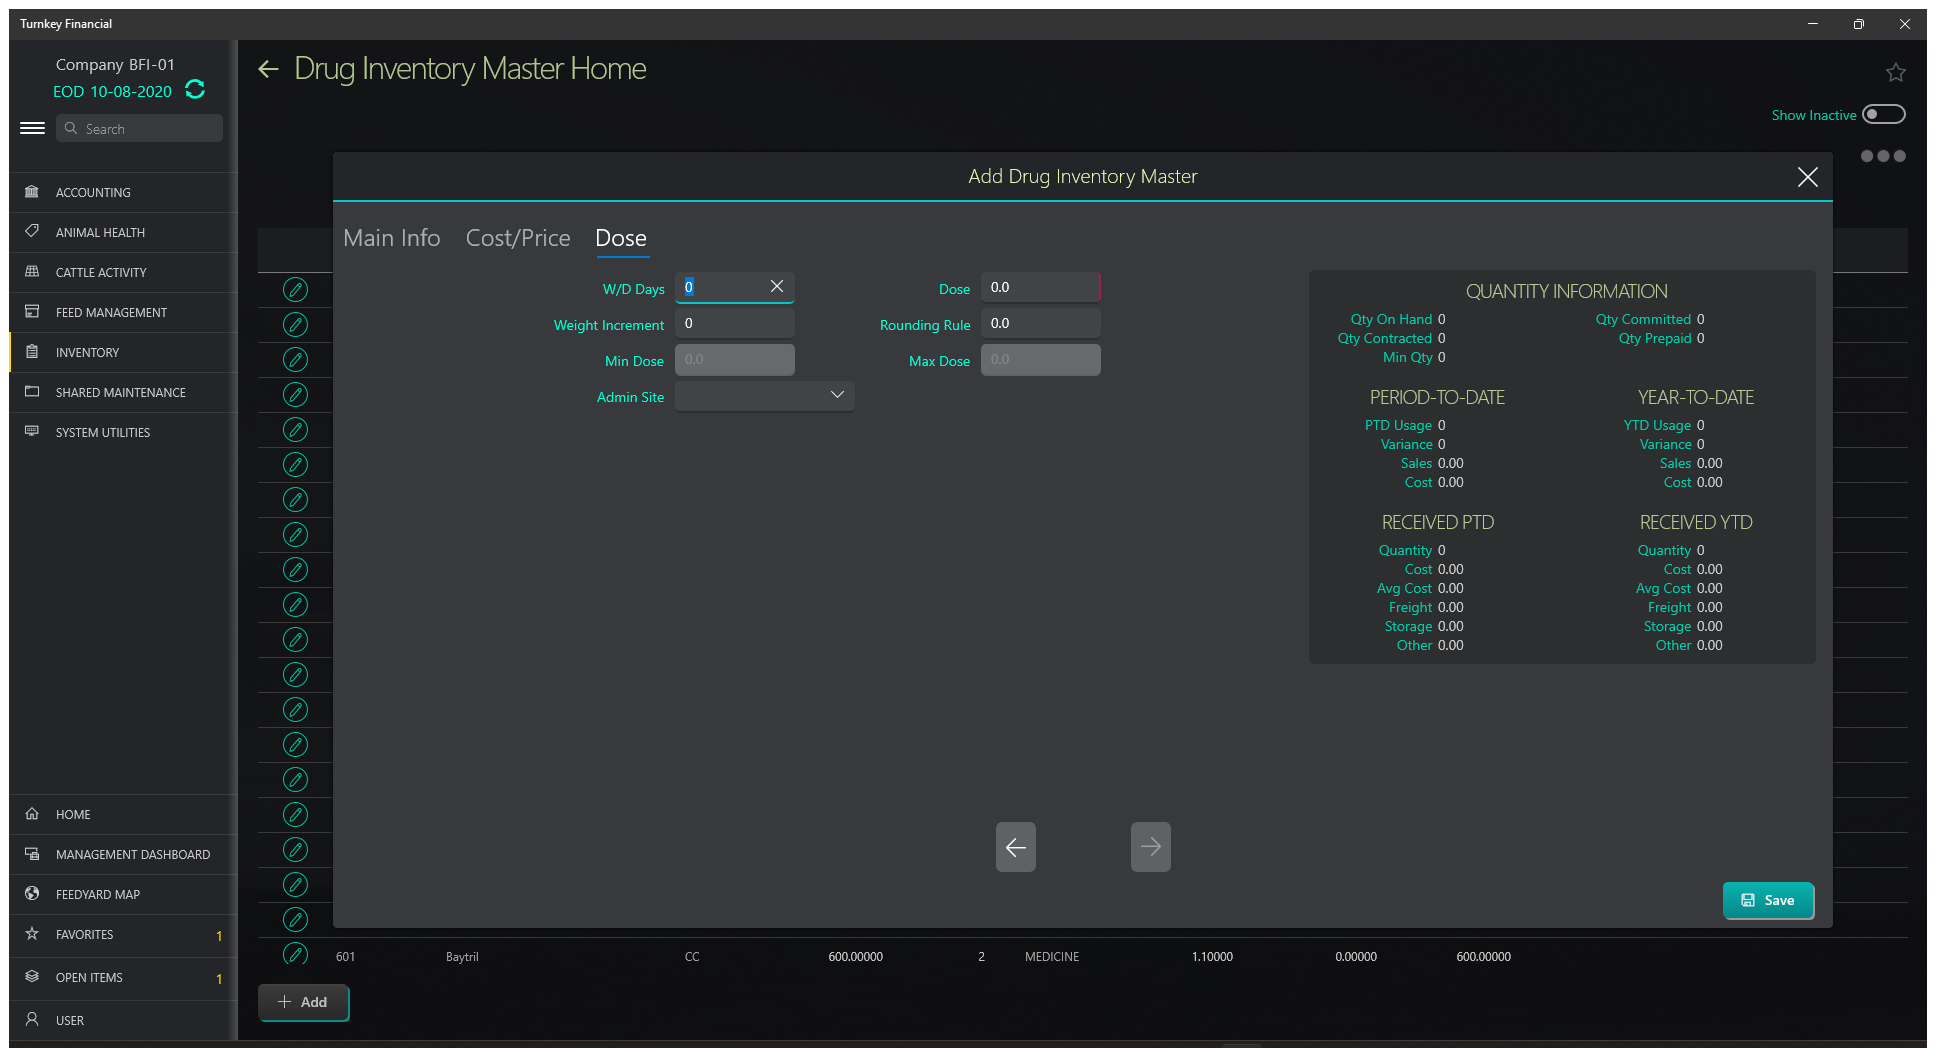 Turnkey Financial
Company BFI-01
EOD 10-08-2020
Search
ACCOUNTING
ANIMAL HEALTH
CATTLE ACTIVITY
FEED MANAGEMENT
INVENTORY
SHARED MAINTENANCE
SYSTEM UTILITIES
HOME
MANAGEMENT DASHBOARD
FEEDYARD MAP
FAVORITES 1
OPEN ITEMS 1
USER
Drug Inventory Master Home
Show Inactive
Add Drug Inventory Master
Main Info Cost/Price Dose
W/D Days 0 Dose 0.0
Weight Increment 0 Rounding Rule 0.0
Min Dose 0.0 Max Dose 0.0
Admin Site
QUANTITY INFORMATION
Qty On Hand 0 Qty Committed 0
Qty Contracted 0 Qty Prepaid 0
Min Qty 0
PERIOD-TO-DATE YEAR-TO-DATE
PTD Usage 0 YTD Usage 0
Variance 0 Variance 0
Sales 0.00 Sales 0.00
Cost 0.00 Cost 0.00
RECEIVED PTD RECEIVED YTD
Quantity 0 Quantity 0
Cost 0.00 Cost 0.00
Avg Cost 0.00 Avg Cost 0.00
Freight 0.00 Freight 0.00
Storage 0.00 Storage 0.00
Other 0.00 Other 0.00
Save
601 Baytril CC 600.00000 2 MEDICINE 1.10000 0.00000 600.00000
Add